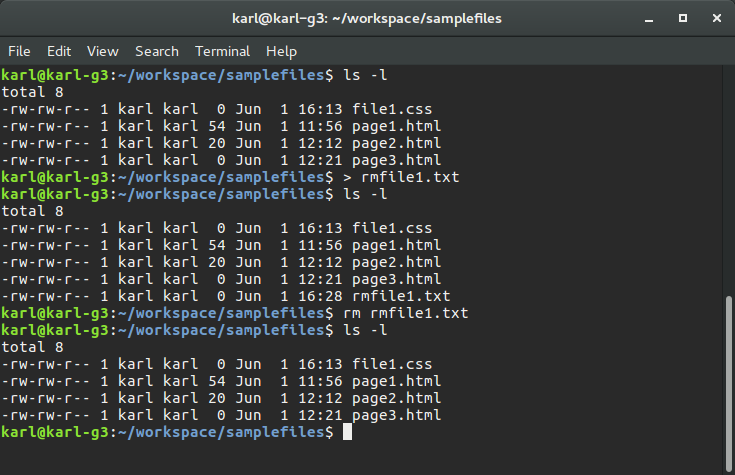 karl@karl-g3: ~/workspace/samplefiles
File Edit View Search Terminal Help
karl@karl-g3:~/workspace/samplefiles$ ls -l
total 8
-rw-rw-r-- 1 karl karl  0 Jun  1 16:13 file1.css
-rw-rw-r-- 1 karl karl 54 Jun  1 11:56 page1.html
-rw-rw-r-- 1 karl karl 20 Jun  1 12:12 page2.html
-rw-rw-r-- 1 karl karl  0 Jun  1 12:21 page3.html
karl@karl-g3:~/workspace/samplefiles$ > rmfile1.txt
karl@karl-g3:~/workspace/samplefiles$ ls -l
total 8
-rw-rw-r-- 1 karl karl  0 Jun  1 16:13 file1.css
-rw-rw-r-- 1 karl karl 54 Jun  1 11:56 page1.html
-rw-rw-r-- 1 karl karl 20 Jun  1 12:12 page2.html
-rw-rw-r-- 1 karl karl  0 Jun  1 12:21 page3.html
-rw-rw-r-- 1 karl karl  0 Jun  1 16:28 rmfile1.txt
karl@karl-g3:~/workspace/samplefiles$ rm rmfile1.txt
karl@karl-g3:~/workspace/samplefiles$ ls -l
total 8
-rw-rw-r-- 1 karl karl  0 Jun  1 16:13 file1.css
-rw-rw-r-- 1 karl karl 54 Jun  1 11:56 page1.html
-rw-rw-r-- 1 karl karl 20 Jun  1 12:12 page2.html
-rw-rw-r-- 1 karl karl  0 Jun  1 12:21 page3.html
karl@karl-g3:~/workspace/samplefiles$